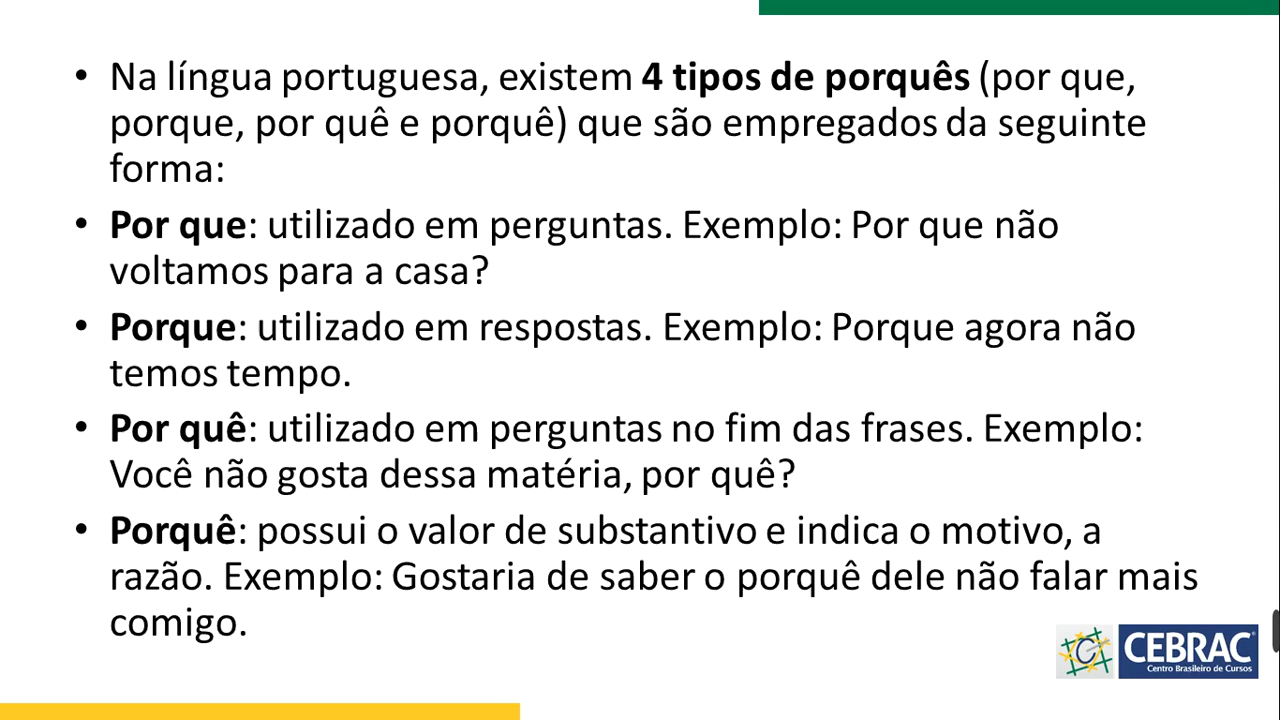 • Na língua portuguesa, existem 4 tipos de porquês (por que,
porque, por quê e porquê) que são empregados da seguinte
forma:
• Por que: utilizado em perguntas. Exemplo: Por que não
voltamos para a casa?
• Porque: utilizado em respostas. Exemplo: Porque agora não
temos tempo.
• Por quê: utilizado em perguntas no fim das frases. Exemplo:
Você não gosta dessa matéria, por quê?
• Porquê: possui o valor de substantivo e indica o motivo, a
razão. Exemplo: Gostaria de saber o porquê dele não falar mais
comigo.
C CEBRAC®
Centro Brasileiro de Cursos